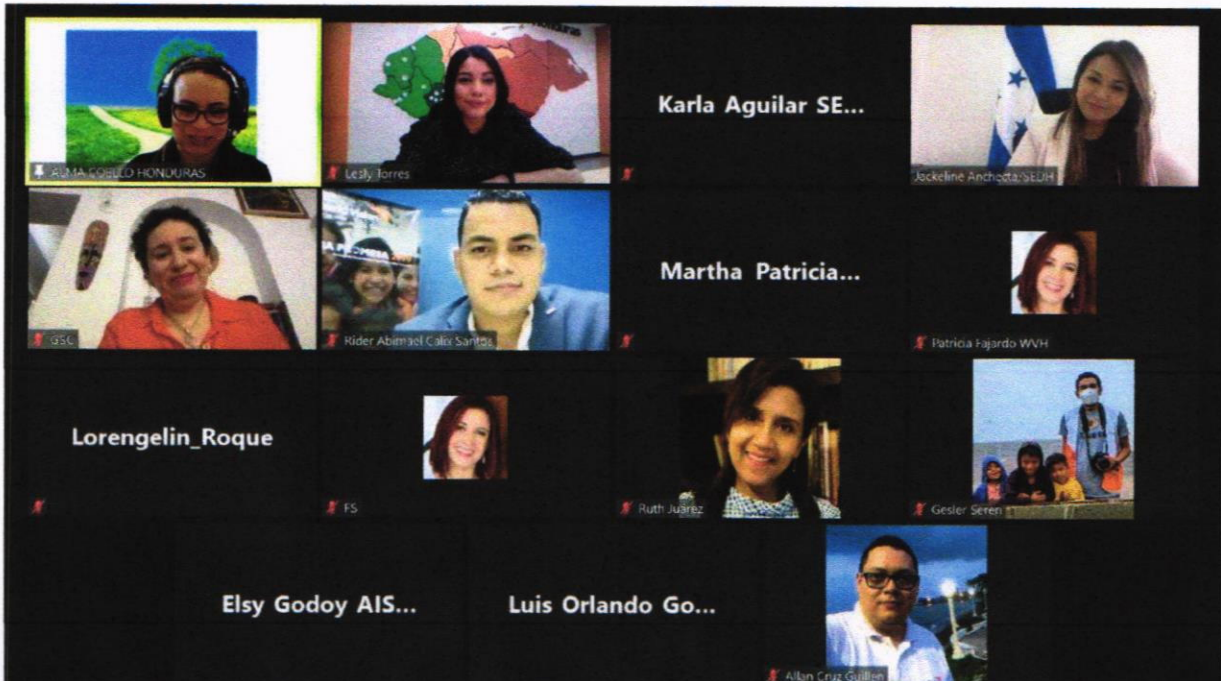 Honduras
ALMA COELLO HONDURAS
Lesly Torres
Karla Aguilar SE...
Jackeline Anchecta/SEDH
GSC
Rider Abimael Calix Santos
Martha Patricia...
Patricia Fajardo WVH
Lorengelin_Roque
FS
Ruth Juárez
Gesler Seren
Elsy Godoy AIS...
Luis Orlando Go...
Allan Cruz Guillen